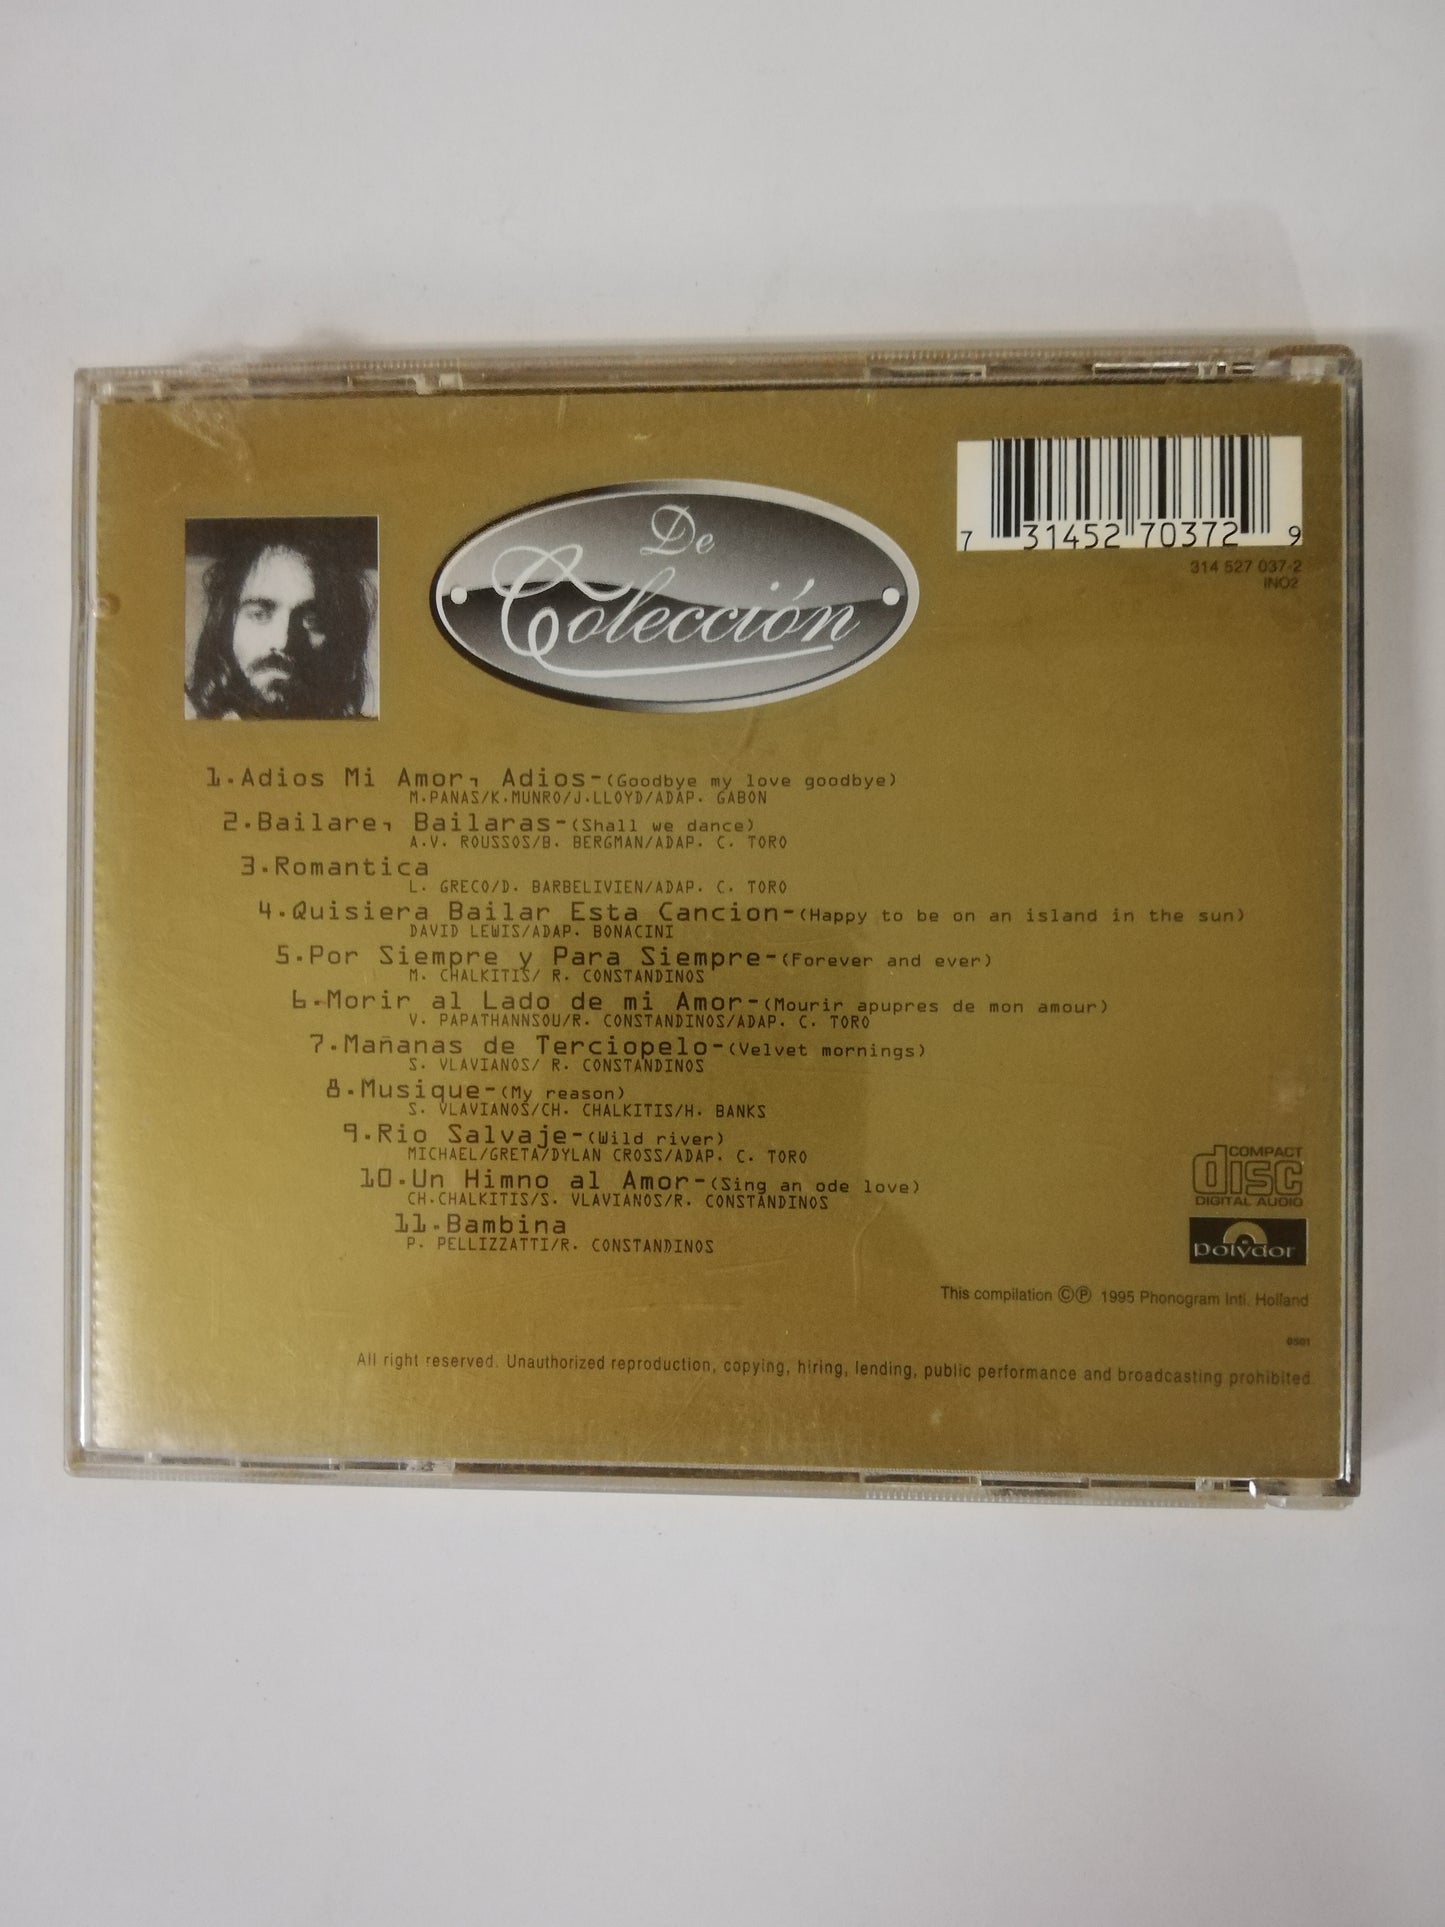 De
Colección
7 31452 70372 9
314 527 037-2
INO2
1.Adios Mi Amor, Adios-(Goodbye my love goodbye)
M.PANAS/K.MUNRO/J.LLOYD/ADAP. GABON
2.Bailare, Bailaras-(Shall we dance)
A.V. ROUSSOS/B. BERGMAN/ADAP. C. TORO
3.Romantica
L. GRECO/D. BARBELIVIEN/ADAP. C. TORO
4.Quisiera Bailar Esta Cancion-(Happy to be on an island in the sun)
DAVID LEWIS/ADAP. BONACINI
5.Por Siempre y Para Siempre-(Forever and ever)
M. CHALKITIS/ R. CONSTANDINOS
6.Morir al Lado de mi Amor-(Mourir apupres de mon amour)
V. PAPATHANNSOU/R. CONSTANDINOS/ADAP. C. TORO
7.Mañanas de Terciopelo-(Velvet mornings)
S. VLAVIANOS/ R. CONSTANDINOS
8.Musique-(My reason)
S. VLAVIANOS/CH. CHALKITIS/H. BANKS
9.Rio Salvaje-(Wild river)
MICHAEL/GRETA/DYLAN CROSS/ADAP. C. TORO
10.Un Himno al Amor-(Sing an ode love)
CH.CHALKITIS/S. VLAVIANOS/R. CONSTANDINOS
11.Bambina
P. PELLIZZATTI/R. CONSTANDINOS
COMPACT
disc
DIGITAL AUDIO
polydor
This compilation ©℗ 1995 Phonogram Intl. Holland
0501
All right reserved. Unauthorized reproduction, copying, hiring, lending, public performance and broadcasting prohibited.